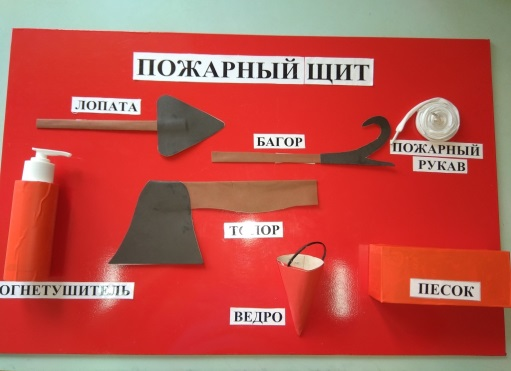 ПОЖАРНЫЙ ЩИТ
ЛОПАТА
БАГОР
ПОЖАРНЫЙ
РУКАВ
ТОПОР
ОГНЕТУШИТЕЛЬ
ПЕСОК
ВЕДРО